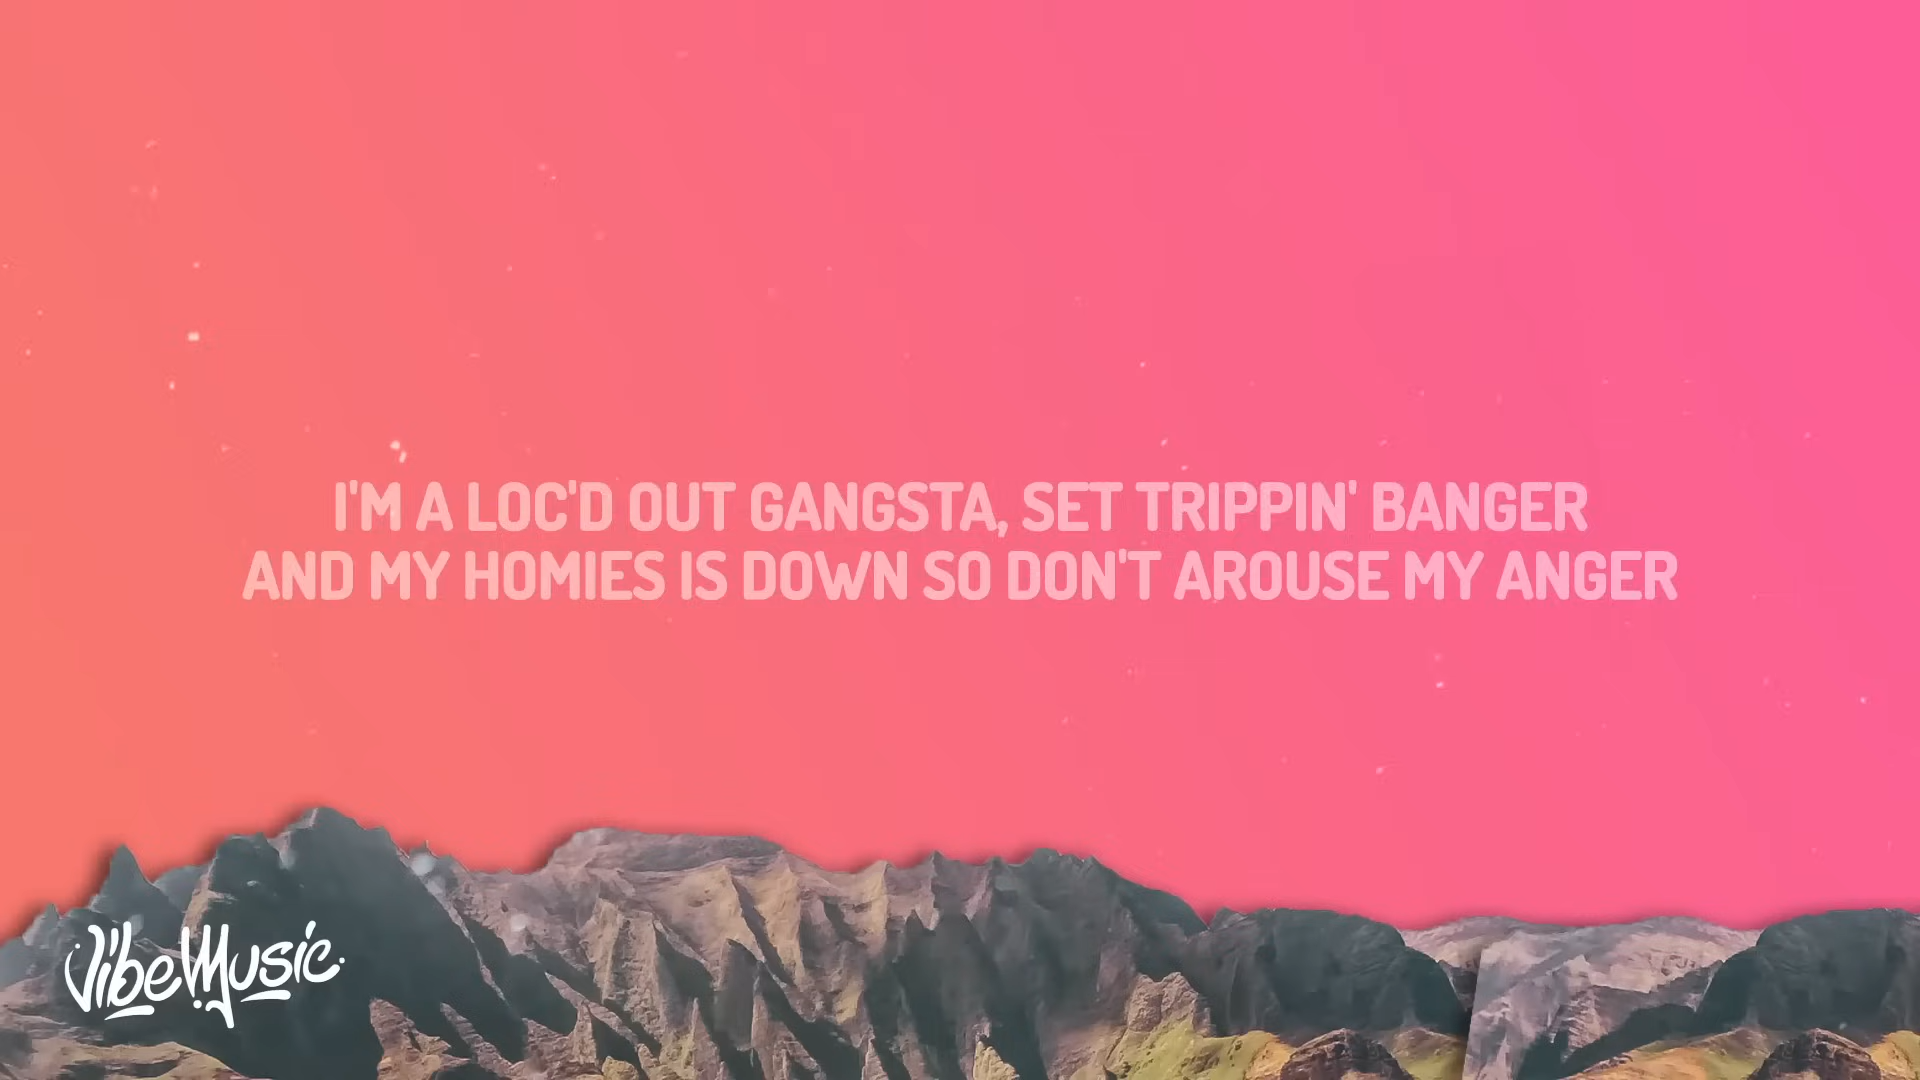 I'M A LOC'D OUT GANGSTA, SET TRIPPIN' BANGER
AND MY HOMIES IS DOWN SO DON'T AROUSE MY ANGER
VibeMusic